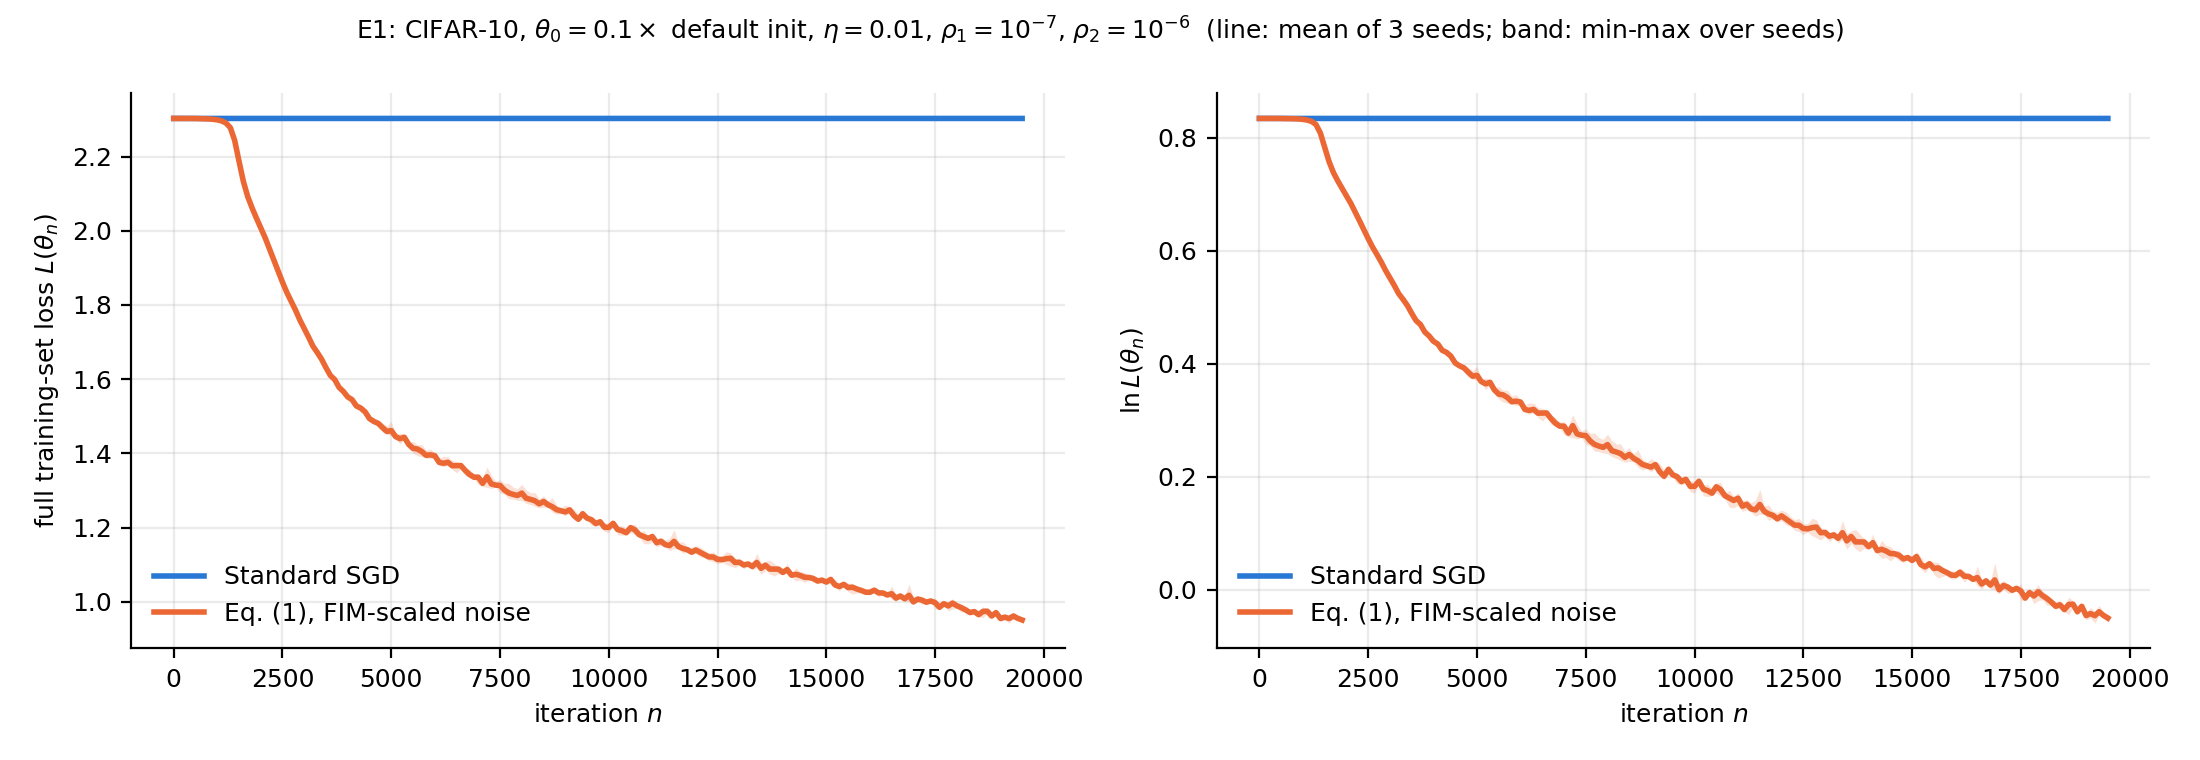 E1: CIFAR-10, θ₀ = 0.1 × default init, η = 0.01, ρ₁ = 10⁻⁷, ρ₂ = 10⁻⁶ (line: mean of 3 seeds; band: min-max over seeds)
full training-set loss L(θₙ)
2.2
2.0
1.8
1.6
1.4
1.2
1.0
Standard SGD
Eq. (1), FIM-scaled noise
0 2500 5000 7500 10000 12500 15000 17500 20000
iteration n
ln L(θₙ)
0.8
0.6
0.4
0.2
0.0
Standard SGD
Eq. (1), FIM-scaled noise
0 2500 5000 7500 10000 12500 15000 17500 20000
iteration n